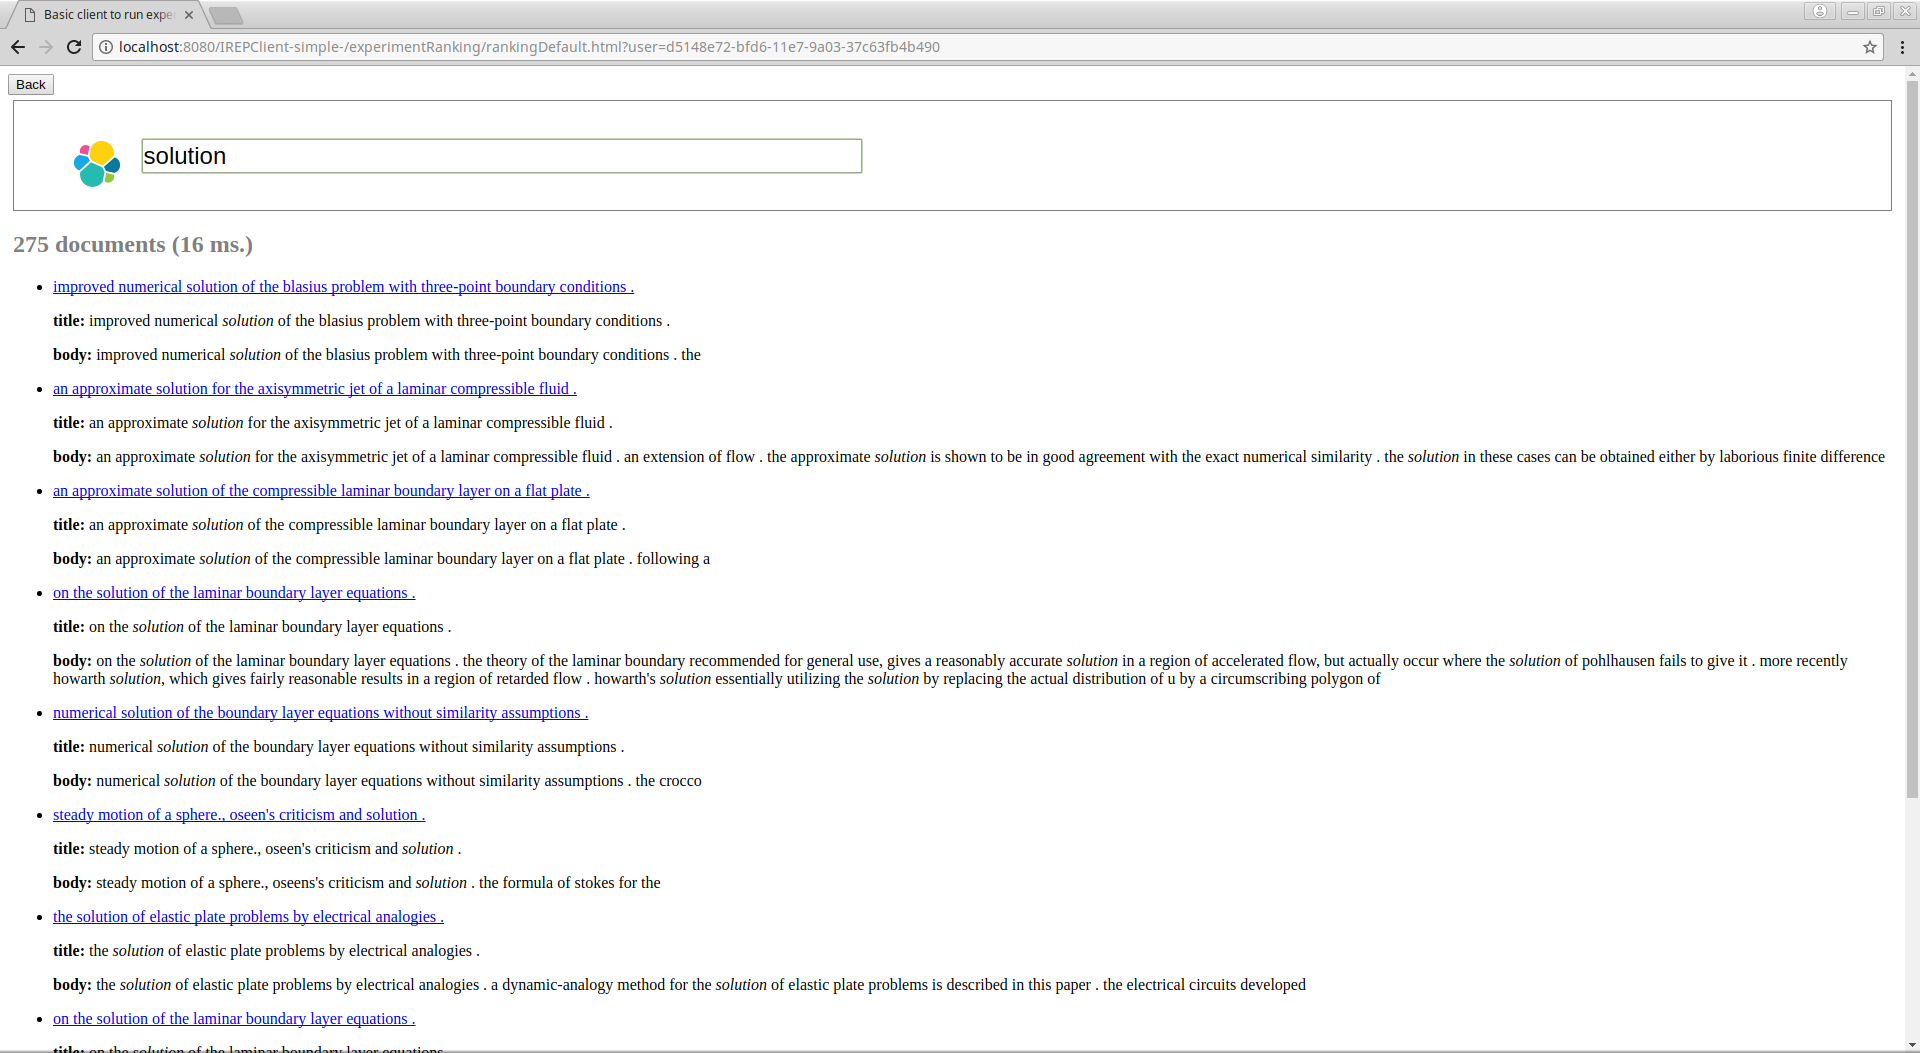 Basic client to run expe
localhost:8080/IREPClient-simple-/experimentRanking/rankingDefault.html?user=d5148e72-bfd6-11e7-9a03-37c63fb4b490
Back
solution
275 documents (16 ms.)
improved numerical solution of the blasius problem with three-point boundary conditions .
title: improved numerical solution of the blasius problem with three-point boundary conditions .
body: improved numerical solution of the blasius problem with three-point boundary conditions . the
an approximate solution for the axisymmetric jet of a laminar compressible fluid .
title: an approximate solution for the axisymmetric jet of a laminar compressible fluid .
body: an approximate solution for the axisymmetric jet of a laminar compressible fluid . an extension of flow . the approximate solution is shown to be in good agreement with the exact numerical similarity . the solution in these cases can be obtained either by laborious finite difference
an approximate solution of the compressible laminar boundary layer on a flat plate .
title: an approximate solution of the compressible laminar boundary layer on a flat plate .
body: an approximate solution of the compressible laminar boundary layer on a flat plate . following a
on the solution of the laminar boundary layer equations .
title: on the solution of the laminar boundary layer equations .
body: on the solution of the laminar boundary layer equations . the theory of the laminar boundary recommended for general use, gives a reasonably accurate solution in a region of accelerated flow, but actually occur where the solution of pohlhausen fails to give it . more recently
howarth solution, which gives fairly reasonable results in a region of retarded flow . howarth's solution essentially utilizing the solution by replacing the actual distribution of u by a circumscribing polygon of
numerical solution of the boundary layer equations without similarity assumptions .
title: numerical solution of the boundary layer equations without similarity assumptions .
body: numerical solution of the boundary layer equations without similarity assumptions . the crocco
steady motion of a sphere., oseen's criticism and solution .
title: steady motion of a sphere., oseen's criticism and solution .
body: steady motion of a sphere., oseens's criticism and solution . the formula of stokes for the
the solution of elastic plate problems by electrical analogies .
title: the solution of elastic plate problems by electrical analogies .
body: the solution of elastic plate problems by electrical analogies . a dynamic-analogy method for the solution of elastic plate problems is described in this paper . the electrical circuits developed
on the solution of the laminar boundary layer equations .
title: on the solution of the laminar boundary layer equations